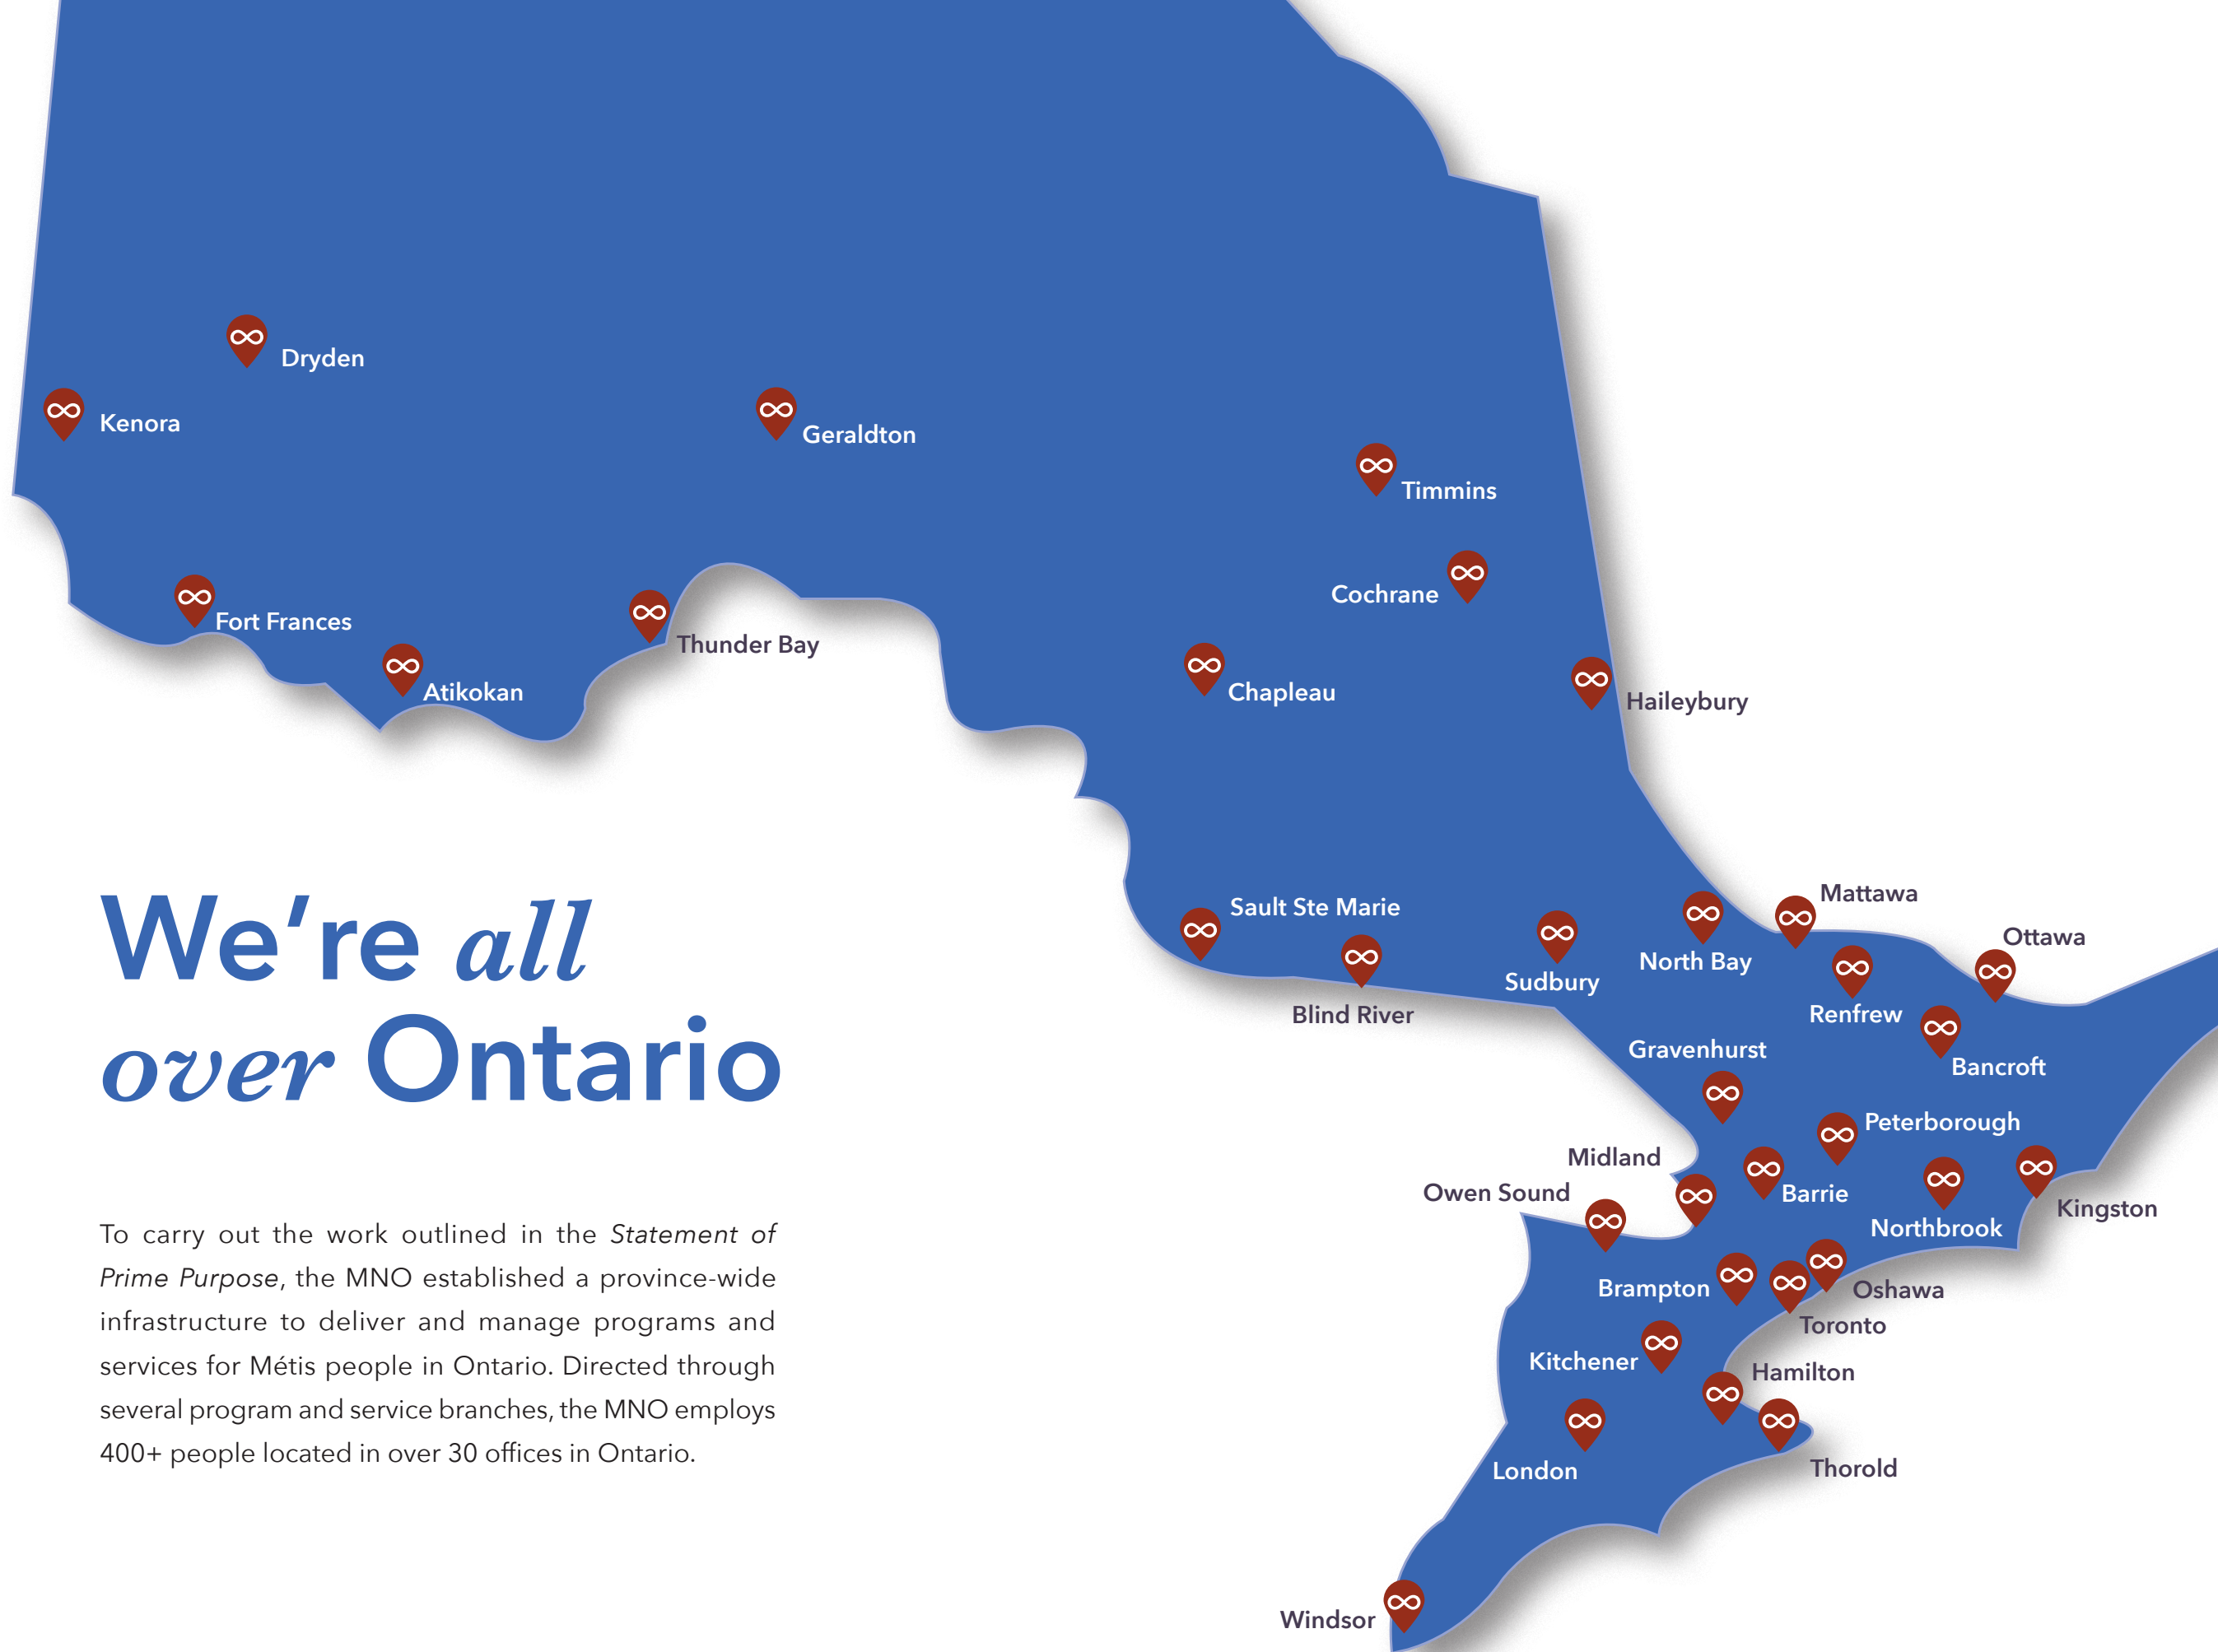 Dryden
Kenora
Geraldton
Timmins
Cochrane
Fort Frances
Thunder Bay
Atikokan
Chapleau
Haileybury
Mattawa
Sault Ste Marie
Ottawa
North Bay
Sudbury
Blind River
Renfrew
Gravenhurst
Bancroft
Peterborough
Midland
Owen Sound
Barrie
Kingston
Northbrook
Brampton
Oshawa
Toronto
Kitchener
Hamilton
London
Thorold
Windsor
We're all
over Ontario
To carry out the work outlined in the Statement of
Prime Purpose, the MNO established a province-wide
infrastructure to deliver and manage programs and
services for Métis people in Ontario. Directed through
several program and service branches, the MNO employs
400+ people located in over 30 offices in Ontario.